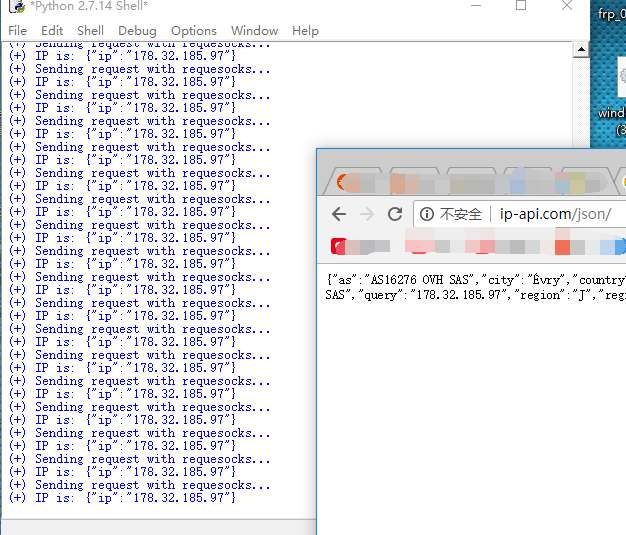 *Python 2.7.14 Shell*
File Edit Shell Debug Options Window Help
(+) Sending request with requesocks...
(+) IP is: {"ip":"178.32.185.97"}
(+) Sending request with requesocks...
(+) IP is: {"ip":"178.32.185.97"}
(+) Sending request with requesocks...
(+) IP is: {"ip":"178.32.185.97"}
(+) Sending request with requesocks...
(+) IP is: {"ip":"178.32.185.97"}
(+) Sending request with requesocks...
(+) IP is: {"ip":"178.32.185.97"}
(+) Sending request with requesocks...
(+) IP is: {"ip":"178.32.185.97"}
(+) Sending request with requesocks...
(+) IP is: {"ip":"178.32.185.97"}
(+) Sending request with requesocks...
(+) IP is: {"ip":"178.32.185.97"}
(+) Sending request with requesocks...
(+) IP is: {"ip":"178.32.185.97"}
(+) Sending request with requesocks...
(+) IP is: {"ip":"178.32.185.97"}
(+) Sending request with requesocks...
(+) IP is: {"ip":"178.32.185.97"}
(+) Sending request with requesocks...
(+) IP is: {"ip":"178.32.185.97"}
(+) Sending request with requesocks...
(+) IP is: {"ip":"178.32.185.97"}
(+) Sending request with requesocks...
(+) IP is: {"ip":"178.32.185.97"}
(+) Sending request with requesocks...
(+) IP is: {"ip":"178.32.185.97"}
(+) Sending request with requesocks...
(+) IP is: {"ip":"178.32.185.97"}
(+) Sending request with requesocks...
(+) IP is: {"ip":"178.32.185.97"}
(+) Sending request with requesocks...
(+) IP is: {"ip":"178.32.185.97"}
frp_0
wind
(3
不安全 ip-api.com/json/
{"as":"AS16276 OVH SAS","city":"Évry","country"
SAS","query":"178.32.185.97","region":"J","regi